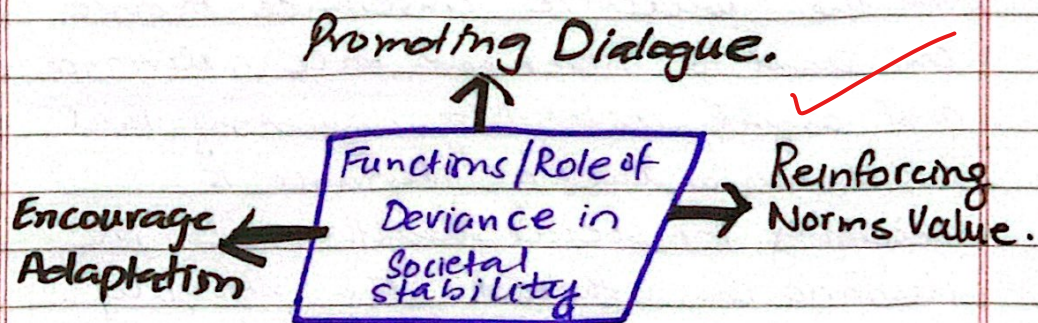 Promoting Dialogue.
Functions/Role of
Deviance in
Societal
stability
Encourage
Adaptation
Reinforcing
Norms Value.